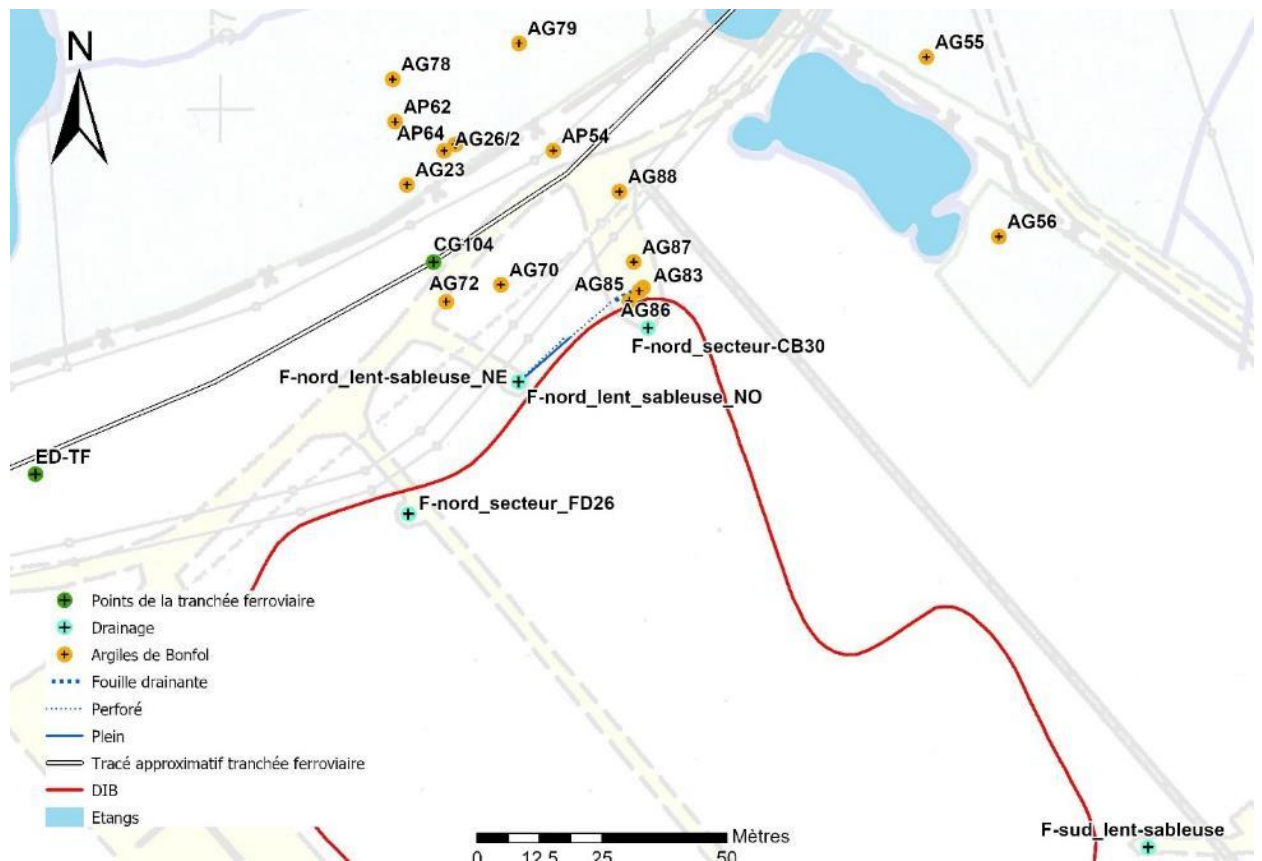 N
AG79
AG55
AG78
AP62
AP64
AG26/2
AP54
AG23
AG88
AG56
CG104
AG87
AG70
AG83
AG72
AG85
AG86
F-nord_secteur-CB30
F-nord_lent-sableuse_NE
F-nord_lent_sableuse_NO
ED-TF
F-nord_secteur_FD26
Points de la tranchée ferroviaire
Drainage
Argiles de Bonfol
Fouille drainante
Perforé
Plein
Tracé approximatif tranchée ferroviaire
DIB
Etangs
F-sud_lent-sableuse
Mètres
0 12.5 25 50